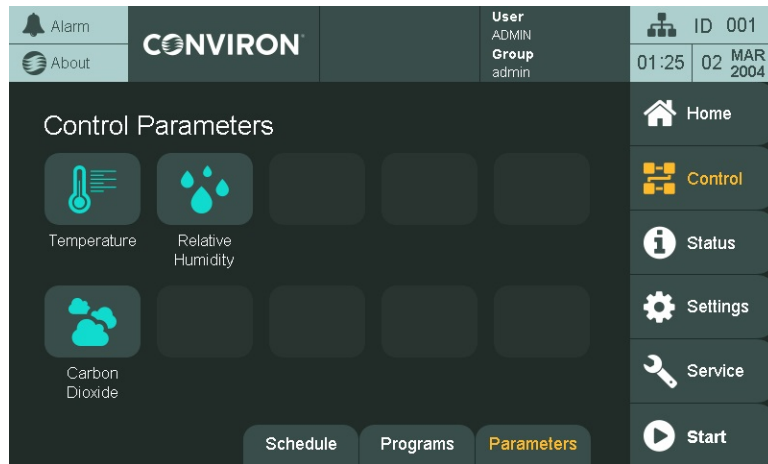 Alarm
About
CONVIRON
User
ADMIN
Group
admin
ID 001
01:25
02 MAR 2004
Control Parameters
Temperature
Relative
Humidity
Carbon
Dioxide
Schedule
Programs
Parameters
Home
Control
Status
Settings
Service
Start